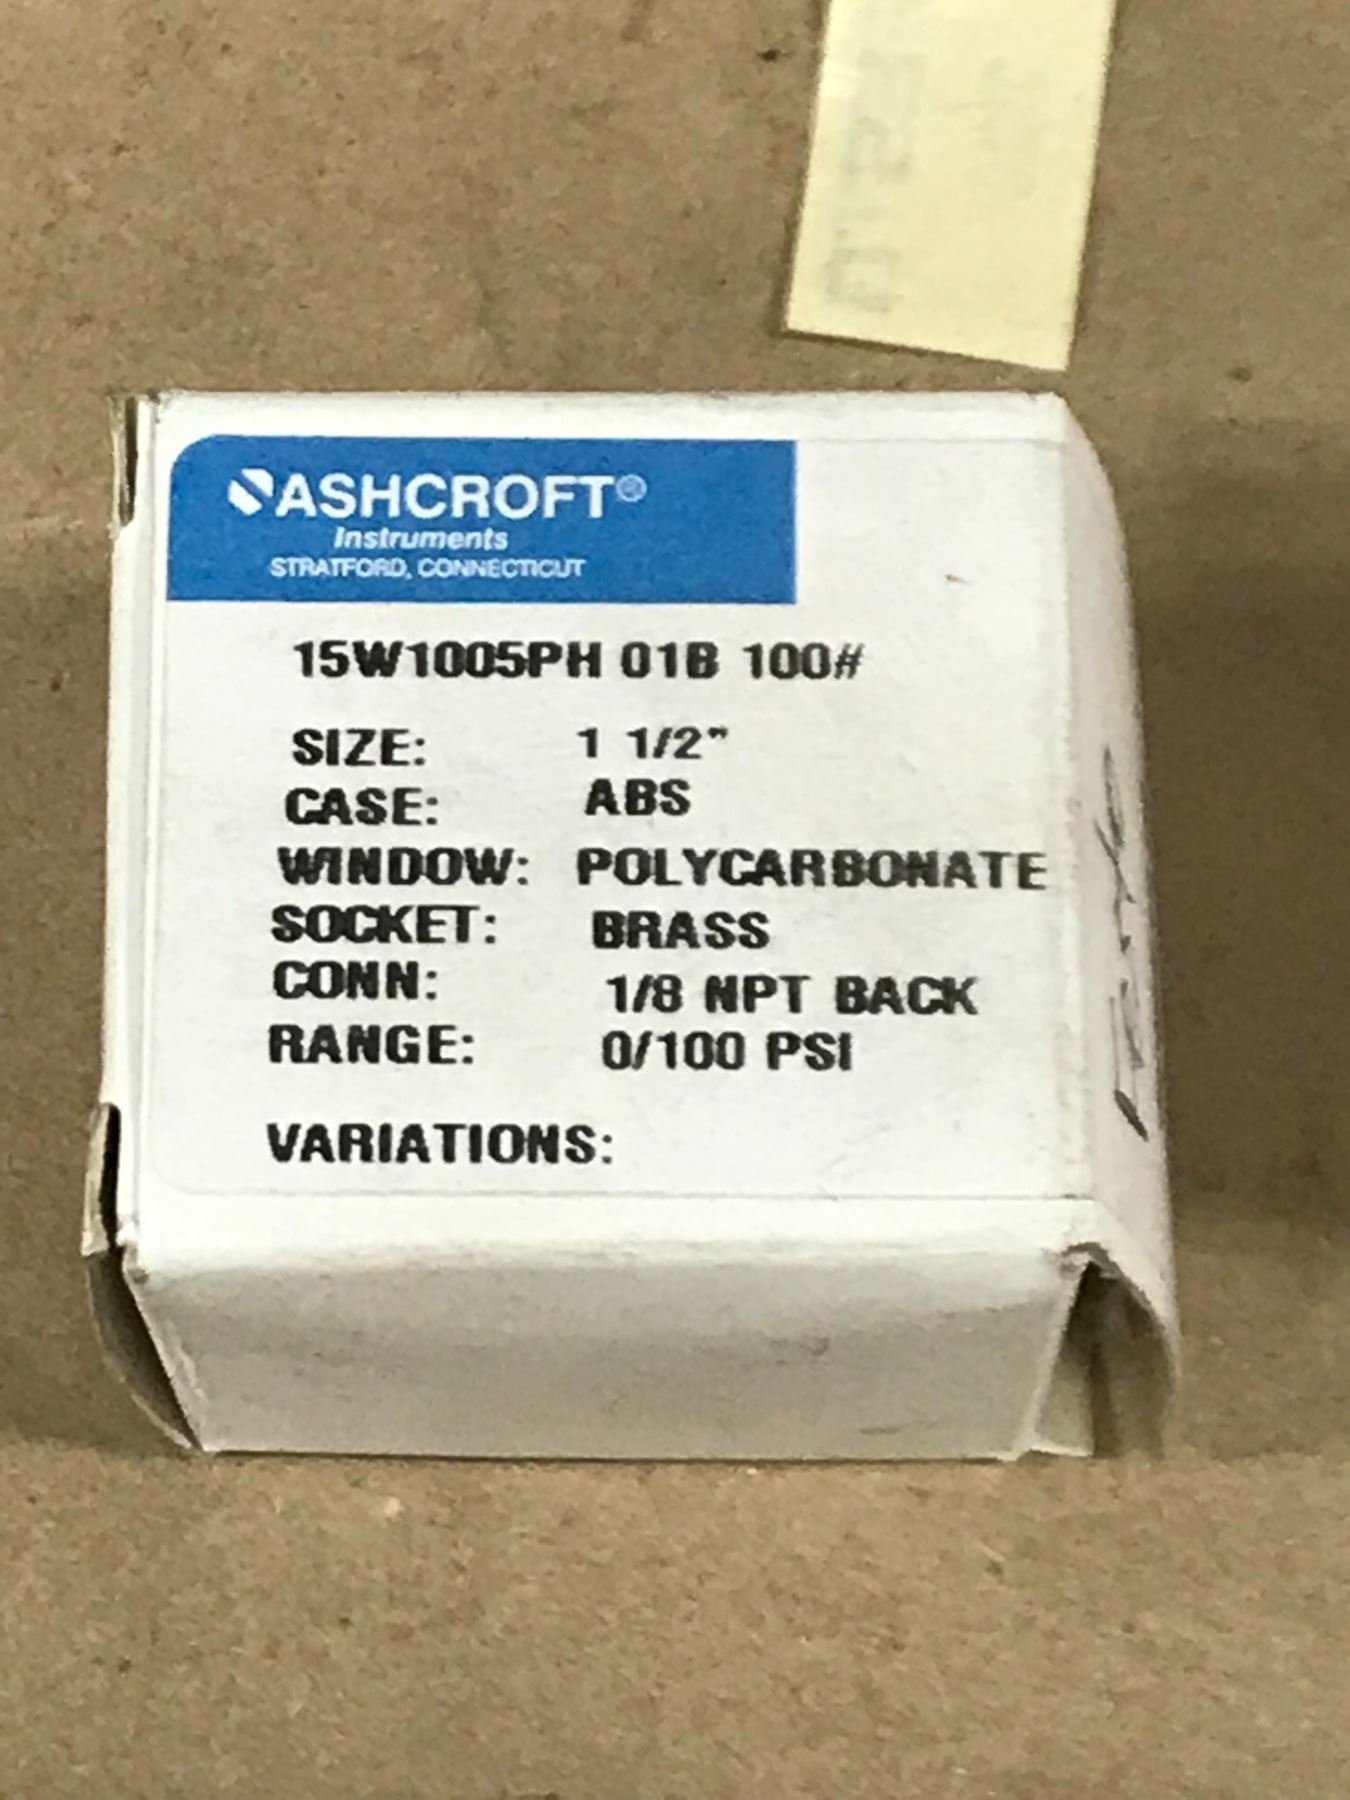 ASHCROFT®
Instruments
STRATFORD, CONNECTICUT
15W1005PH 01B 100#
SIZE: 1 1/2"
CASE: ABS
WINDOW: POLYCARBONATE
SOCKET: BRASS
CONN: 1/8 NPT BACK
RANGE: 0/100 PSI
VARIATIONS: